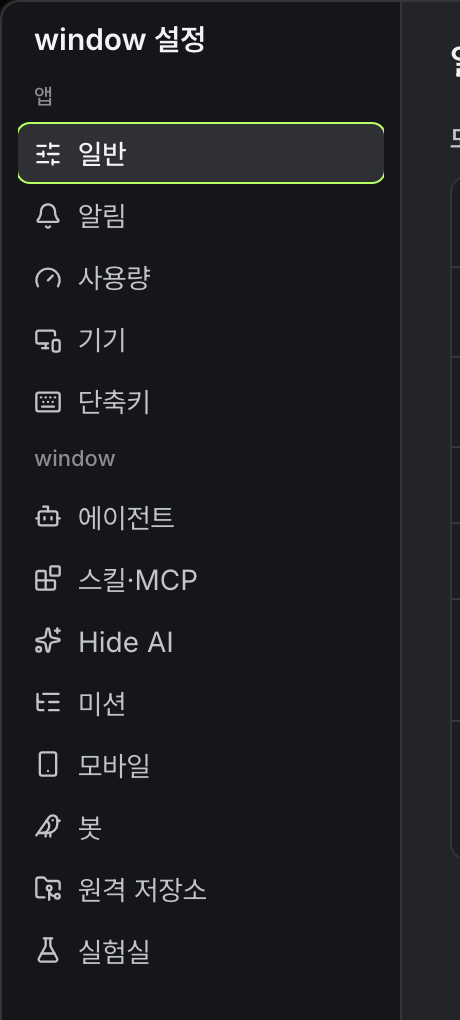 window 설정
앱
일반
알림
사용량
기기
단축키
window
에이전트
스킬·MCP
Hide AI
미션
모바일
봇
원격 저장소
실험실